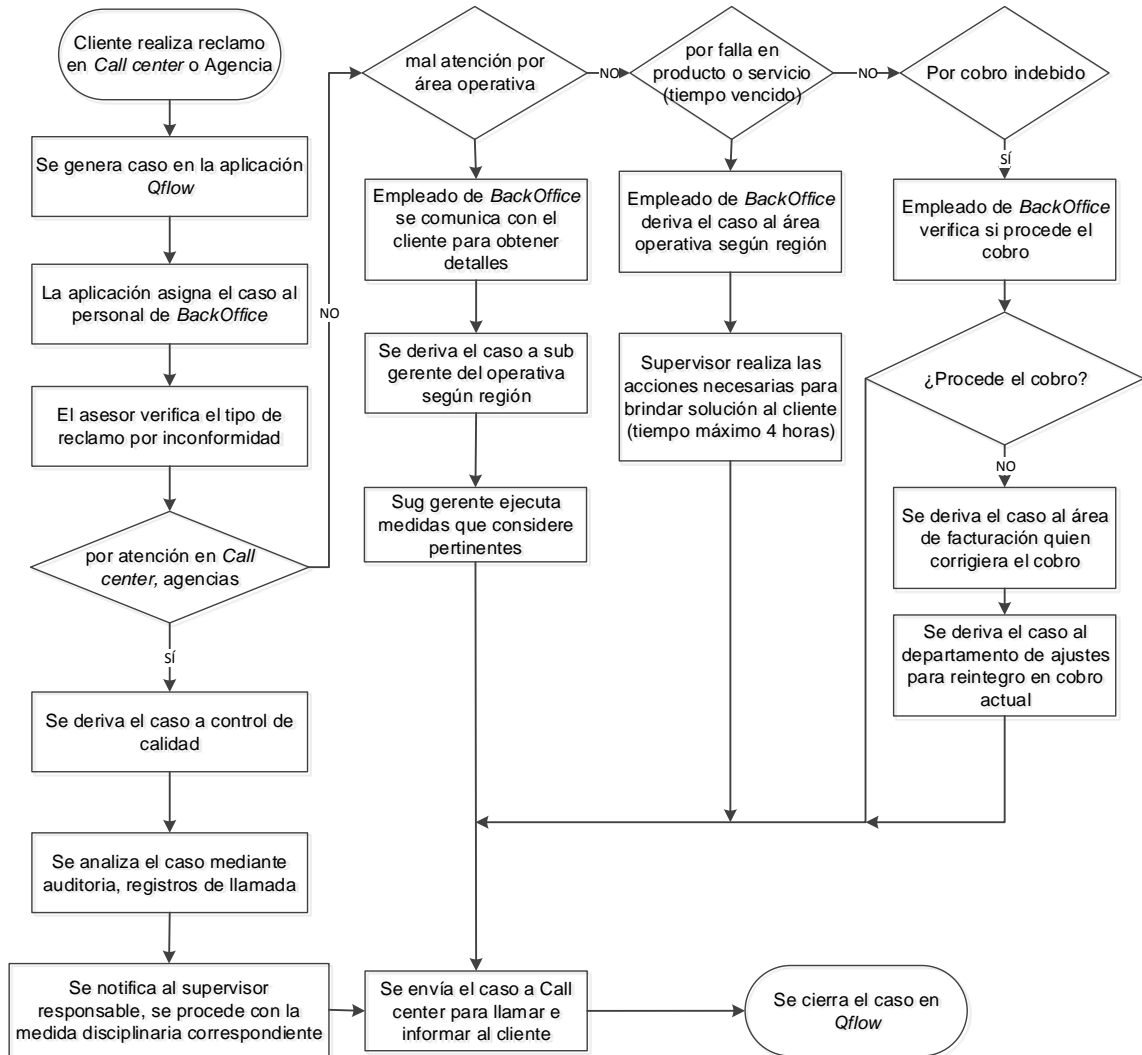 Cliente realiza reclamo
en Call center o Agencia
Se genera caso en la aplicación
Qflow
La aplicación asigna el caso al
personal de BackOffice
El asesor verifica el tipo de
reclamo por inconformidad
por atención en Call
center, agencias
NO
SÍ
Se deriva el caso a control de
calidad
Se analiza el caso mediante
auditoria, registros de llamada
Se notifica al supervisor
responsable, se procede con la
medida disciplinaria correspondiente
mal atención por
área operativa
NO
Empleado de BackOffice
se comunica con el
cliente para obtener
detalles
Se deriva el caso a sub
gerente del operativa
según región
Sug gerente ejecuta
medidas que considere
pertinentes
por falla en
producto o servicio
(tiempo vencido)
NO
Empleado de BackOffice
deriva el caso al área
operativa según región
Supervisor realiza las
acciones necesarias para
brindar solución al cliente
(tiempo máximo 4 horas)
Por cobro indebido
SÍ
Empleado de BackOffice
verifica si procede el
cobro
¿Procede el cobro?
NO
Se deriva el caso al área
de facturación quien
corrigiera el cobro
Se deriva el caso al
departamento de ajustes
para reintegro en cobro
actual
Se envía el caso a Call
center para llamar e
informar al cliente
Se cierra el caso en
Qflow